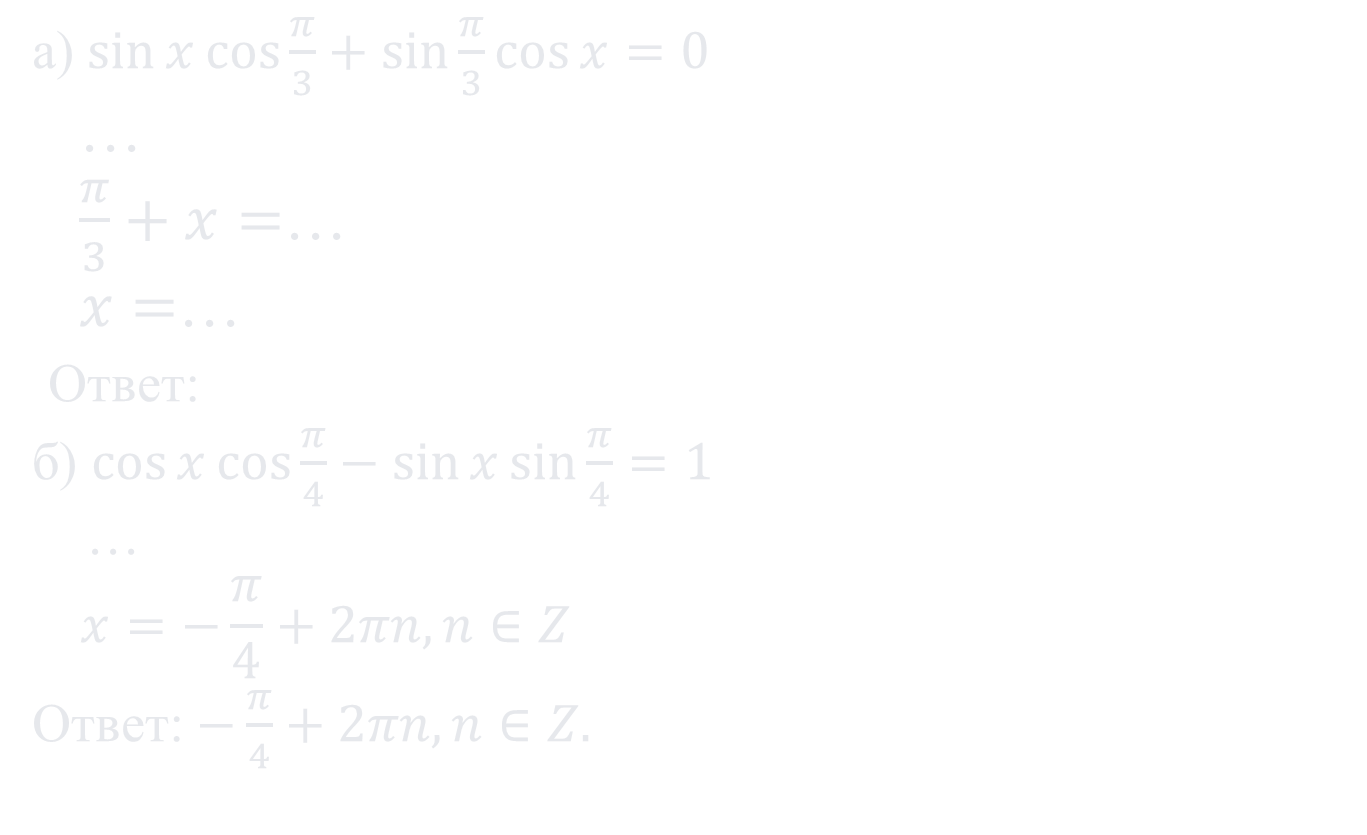 а) sin x cos π/3 + sin π/3 cos x = 0
...
π/3 + x =...
x =...
Ответ:
б) cos x cos π/4 − sin x sin π/4 = 1
...
x = − π/4 + 2πn, n ∈ Z
Ответ: − π/4 + 2πn, n ∈ Z.